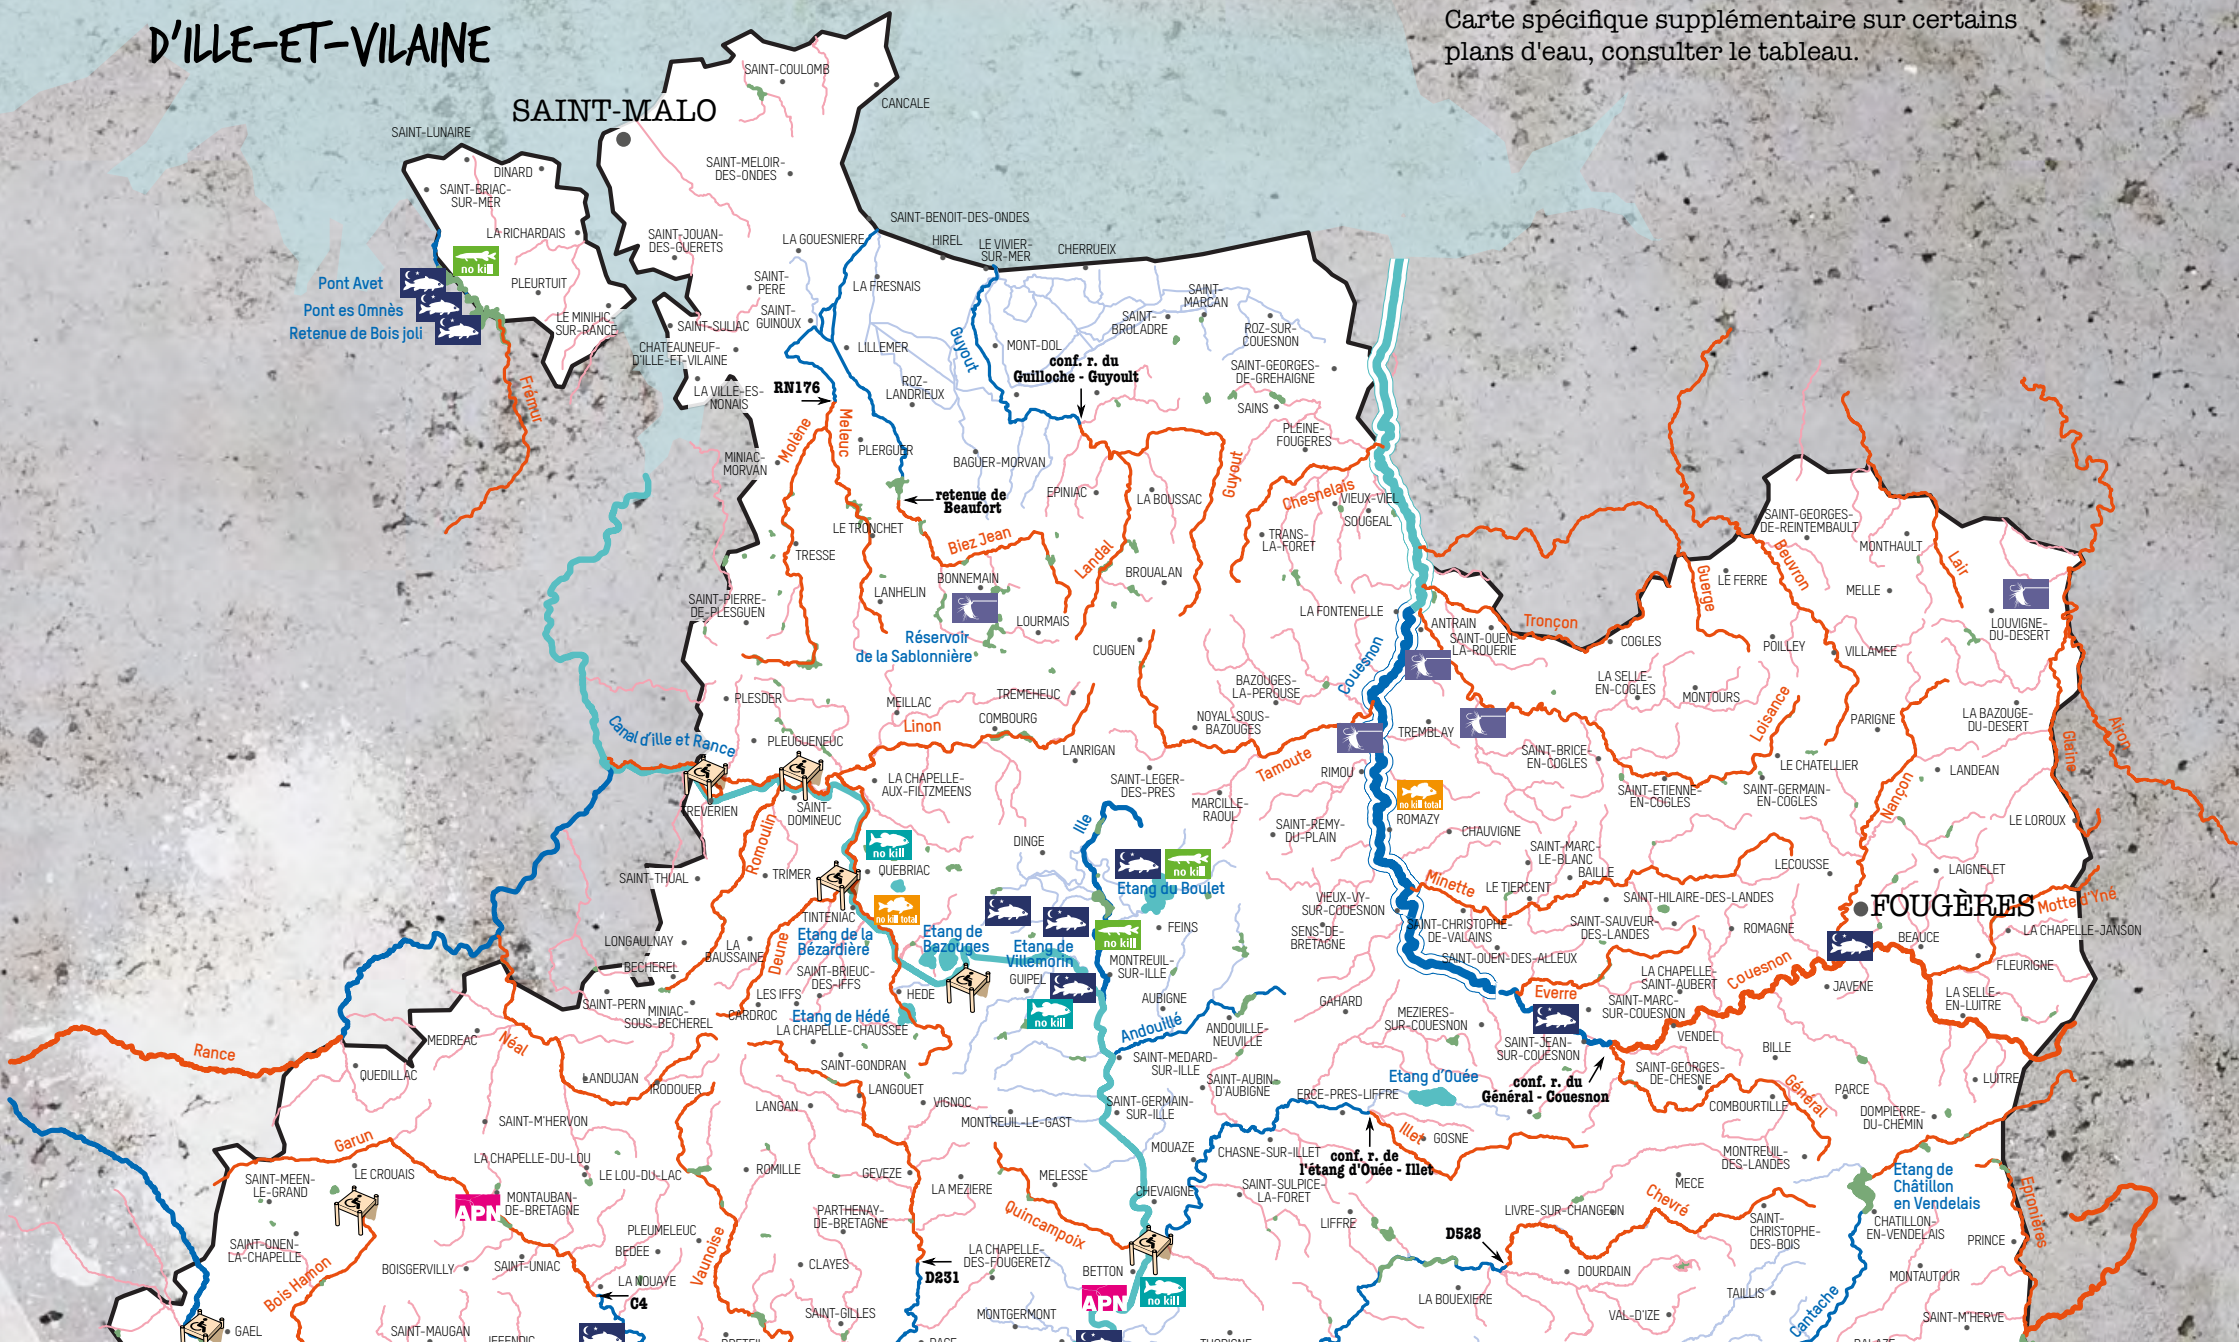 D'ILLE-ET-VILAINE
Carte spécifique supplémentaire sur certains
plans d'eau, consulter le tableau.
SAINT-MALO
SAINT-COULOMB
CANCALE
SAINT-LUNAIRE
DINARD
SAINT-BRIAC-
SUR-MER
SAINT-MELOIR-
DES-ONDES
LA RICHARDAIS
SAINT-JOUAN-
DES-GUERETS
LA GOUESNIERE
SAINT-BENOIT-DES-ONDES
HIREL
LE VIVIER-
SUR-MER
CHERRUEIX
no kill
Pont Avet
Pont es Omnès
Retenue de Bois joli
PLEURTUIT
LE MINIHIC-
SUR-RANCE
SAINT-
PERE
LA FRESNAIS
SAINT-SULIAC
SAINT-
GUINOUX
CHATEAUNEUF-
D'ILLE-ET-VILAINE
LILLEMER
Guyout
MONT-DOL
SAINT-
BROLADRE
SAINT-
MARCAN
ROZ-SUR-
COUESNON
conf. r. du
Guilloche - Guyoult
SAINT-GEORGES-
DE-GREHAIGNE
LA VILLE-ES-
NONAIS
RN176
ROZ-
LANDRIEUX
SAINS
Frémur
Molène
Meleuc
PLERGUER
PLEINE-
FOUGERES
MINIAC-
MORVAN
BAGUER-MORVAN
Guyout
retenue de
Beaufort
EPINIAC
LA BOUSSAC
Chesnelais
VIEUX-VIEL
SOUGEAL
LE TRONCHET
TRESSE
Biez Jean
Landal
TRANS-
LA-FORET
SAINT-GEORGES-
DE-REINTEMBAULT
MONTHAULT
Beuvron
Lair
BONNEMAIN
BROUALAN
LANHELIN
SAINT-PIERRE-
DE-PLESGUEN
LOURMAIS
LA FONTENELLE
Guerge
LE FERRE
MELLE
LOUVIGNE-
DU-DESERT
Réservoir
de la Sablonnière
CUGUEN
Couesnon
ANTRAIN
SAINT-OUEN-
LA-ROUERIE
Tronçon
COGLES
POILLEY
VILLAMEE
PLESDER
MEILLAC
TREMEHEUC
BAZOUGES-
LA-PEROUSE
LA SELLE-
EN-COGLES
MONTOURS
Loisance
PARIGNE
LA BAZOUGE-
DU-DESERT
Canal d'ille et Rance
Linon
COMBOURG
NOYAL-SOUS-
BAZOUGES
TREMBLAY
Airon
Glaine
PLEUGUENEUC
LANRIGAN
Tamoute
RIMOU
SAINT-BRICE-
EN-COGLES
LE CHATELLIER
LANDEAN
LA CHAPELLE-
AUX-FILTZMEENS
SAINT-LEGER-
DES-PRES
SAINT-ETIENNE-
EN-COGLES
SAINT-GERMAIN-
EN-COGLES
Nançon
TREVERIEN
SAINT-
DOMINEUC
Ille
MARCILLE-
RAOUL
no kill total
ROMAZY
LE LOROUX
Romoulin
no kill
DINGE
SAINT-REMY-
DU-PLAIN
CHAUVIGNE
SAINT-MARC-
LE-BLANC
BAILLE
LECOUSSE
LAIGNELET
SAINT-THUAL
TRIMER
QUEBRIAC
no kill
Etang du Boulet
Minette
LE TIERCENT
SAINT-HILAIRE-DES-LANDES
FOUGÈRES
Motte d'Yné
TINTENIAC
no kill total
VIEUX-VY-
SUR-COUESNON
SAINT-CHRISTOPHE-
DE-VALAINS
SAINT-SAUVEUR-
DES-LANDES
ROMAGNE
BEAUCE
LA CHAPELLE-JANSON
LONGAULNAY
LA
BAUSSAINE
Deune
Etang de la
Bézardière
Etang de
Bazouges
Etang de
Villemorin
no kill
FEINS
SENS-DE-
BRETAGNE
FLEURIGNE
BECHEREL
SAINT-BRIEUC-
DES-IFFS
MONTREUIL-
SUR-ILLE
SAINT-OUEN-DES-ALLEUX
LA CHAPELLE-
SAINT-AUBERT
Couesnon
JAVENE
GUIPEL
Everre
SAINT-PERN
LES IFFS
HEDE
AUBIGNE
GAHARD
SAINT-MARC-
SUR-COUESNON
LA SELLE-
EN-LUITRE
MINIAC-
SOUS-BECHEREL
CARDROC
Etang de Hédé
no kill
MEZIERES-
SUR-COUESNON
LA CHAPELLE-CHAUSSEE
Andouillé
ANDOUILLE-
NEUVILLE
Rance
MEDREAC
Néal
SAINT-JEAN-
SUR-COUESNON
VENDEL
BILLE
SAINT-GONDRAN
SAINT-MEDARD-
SUR-ILLE
QUEDILLAC
LANDUJAN
IRODOUER
LANGOUET
SAINT-AUBIN-
D'AUBIGNE
Etang d'Ouée
conf. r. du
Général - Couesnon
SAINT-GEORGES-
DE-CHESNE
Général
PARCE
LUITRE
ERCE-PRES-LIFFRE
LANGAN
VIGNOC
SAINT-GERMAIN-
SUR-ILLE
COMBOURTILLE
DOMPIERRE-
DU-CHEMIN
SAINT-M'HERVON
MONTREUIL-LE-GAST
Garun
Illet
GOSNE
MOUAZE
CHASNE-SUR-ILLET
conf. r. de
l'étang d'Ouée - Illet
MONTREUIL-
DES-LANDES
LE CROUAIS
LA CHAPELLE-DU-LOU
LE LOU-DU-LAC
ROMILLE
GEVEZE
MELESSE
Etang de
Châtillon
en Vendelais
SAINT-MEEN-
LE-GRAND
LA MEZIERE
CHEVAIGNE
SAINT-SULPICE-
LA-FORET
MECE
Chevré
APN
MONTAUBAN-
DE-BRETAGNE
PARTHENAY-
DE-BRETAGNE
Quincampoix
LIFFRE
LIVRE-SUR-CHANGEON
SAINT-
CHRISTOPHE-
DES-BOIS
CHATILLON-
EN-VENDELAIS
Epronières
SAINT-ONEN-
LA-CHAPELLE
PLEUMELEUC
BEDEE
Vaunoise
D528
PRINCE
BOISGERVILLY
SAINT-UNIAC
CLAYES
LA CHAPELLE-
DES-FOUGERETZ
D231
BETTON
DOURDAIN
MONTAUTOUR
Bois Hamon
LA NOUAYE
C4
APN
no kill
LA BOUEXIERE
TAILLIS
Cantache
GAEL
SAINT-MAUGAN
SAINT-GILLES
MONTGERMONT
VAL-D'IZE
SAINT-M'HERVE